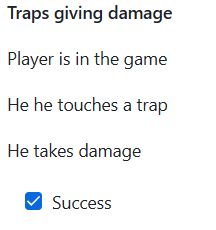 Traps giving damage
Player is in the game
He he touches a trap
He takes damage
Success